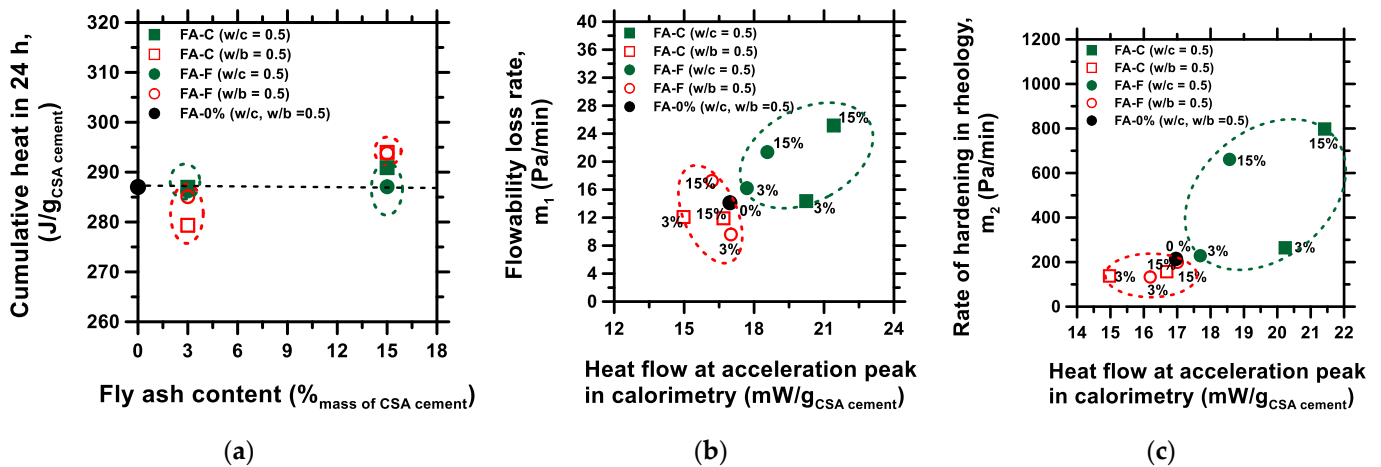 Cumulative heat in 24 h,
(J/gCSA cement)
320
310
300
290
280
270
260
FA-C (w/c = 0.5)
FA-C (w/b = 0.5)
FA-F (w/c = 0.5)
FA-F (w/b = 0.5)
FA-0% (w/c, w/b =0.5)
0 3 6 9 12 15 18
Fly ash content (%mass of CSA cement)
(a)
Flowability loss rate,
m1 (Pa/min)
40
36
32
28
24
20
16
12
8
4
0
FA-C (w/c = 0.5)
FA-C (w/b = 0.5)
FA-F (w/c = 0.5)
FA-F (w/b = 0.5)
FA-0% (w/c, w/b =0.5)
15%
15%
15%
3%
3%
0%
3%
15%
3%
12 15 18 21 24
Heat flow at acceleration peak
in calorimetry (mW/gCSA cement)
(b)
Rate of hardening in rheology,
m2 (Pa/min)
1200
1000
800
600
400
200
0
FA-C (w/c = 0.5)
FA-C (w/b = 0.5)
FA-F (w/c = 0.5)
FA-F (w/b = 0.5)
FA-0% (w/c, w/b =0.5)
15%
15%
0 %
3%
3%
15%
3%
15%
3%
14 15 16 17 18 19 20 21 22
Heat flow at acceleration peak
in calorimetry (mW/gCSA cement)
(c)